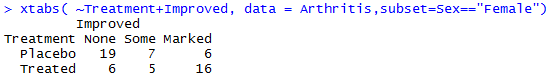 > xtabs( ~Treatment+Improved, data = Arthritis,subset=Sex=="Female")
Improved
Treatment None Some Marked
Placebo 19 7 6
Treated 6 5 16